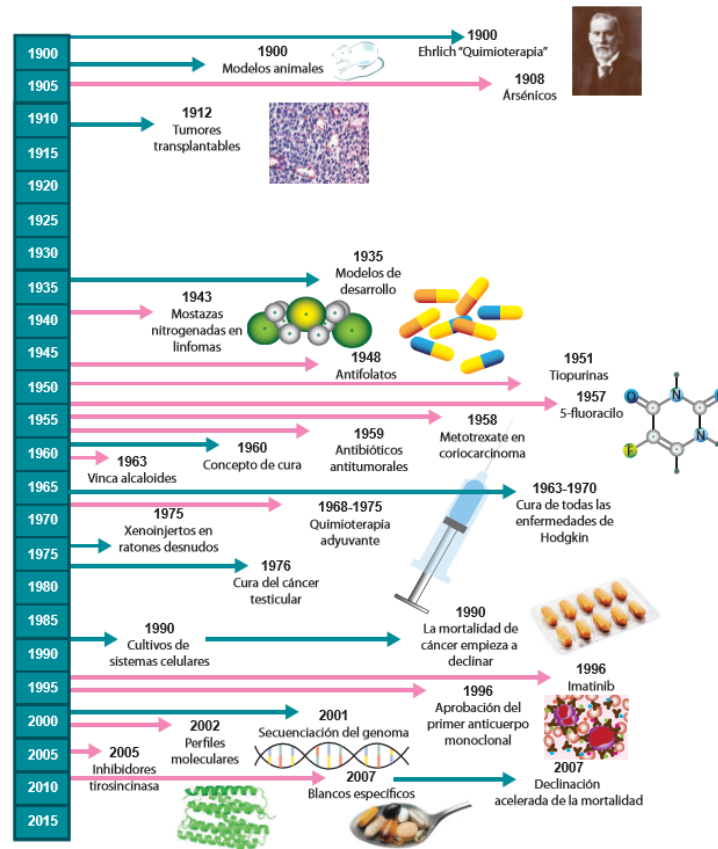 1900
1905
1910
1915
1920
1925
1930
1935
1940
1945
1950
1955
1960
1965
1970
1975
1980
1985
1990
1995
2000
2005
2010
2015
1900
Ehrlich “Quimioterapia”
1900
Modelos animales
1908
Ársénicos
1912
Tumores
transplantables
1935
Modelos de
desarrollo
1943
Mostazas
nitrogenadas en
linfomas
1948
Antifolatos
1951
Tiopurinas
1957
5-fluoracilo
O
N
O
N
F
1958
Metotrexate en
coriocarcinoma
1959
Antibióticos
antitumorales
1960
Concepto de cura
1963
Vinca alcaloides
1963-1970
Cura de todas las
enfermedades de
Hodgkin
1968-1975
Quimioterapia
adyuvante
1975
Xenoinjertos en
ratones desnudos
1976
Cura del cáncer
testicular
1990
Cultivos de
sistemas celulares
1990
La mortalidad de
cáncer empieza a
declinar
1996
Imatinib
1996
Aprobación del
primer anticuerpo
monoclonal
2001
Secuenciación del genoma
2002
Perfiles
moleculares
2005
Inhibidores
tirosincinasa
2007
Blancos específicos
2007
Declinación
acelerada de la mortalidad